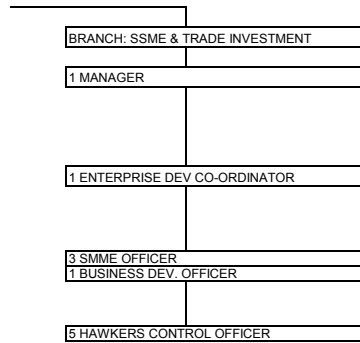 BRANCH: SSME & TRADE INVESTMENT
1 MANAGER
1 ENTERPRISE DEV CO-ORDINATOR
3 SMME OFFICER
1 BUSINESS DEV. OFFICER
5 HAWKERS CONTROL OFFICER